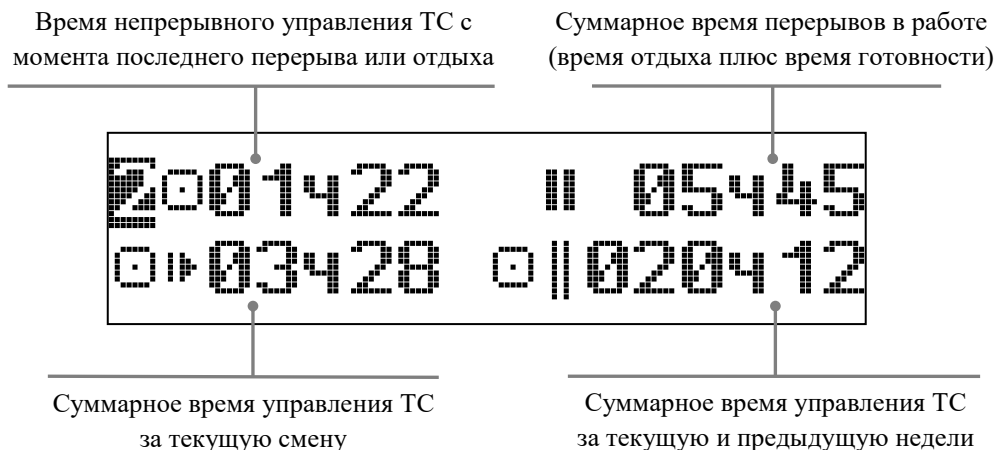 Время непрерывного управления ТС с
момента последнего перерыва или отдыха
Суммарное время перерывов в работе
(время отдыха плюс время готовности)
2 01ч22 05ч45
03ч28 020ч12
Суммарное время управления ТС
за текущую смену
Суммарное время управления ТС
за текущую и предыдущую недели